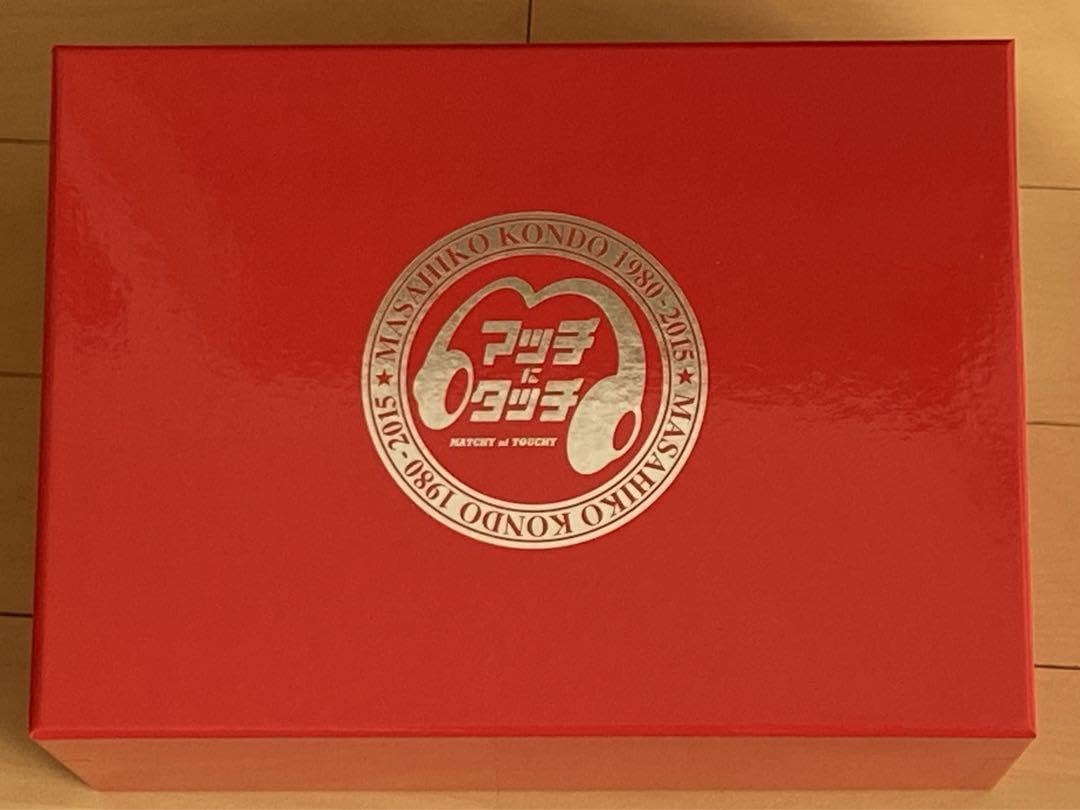 MASAHIKO KONDO 1980-2015 ★ MASAHIKO KONDO 1980-2015 ★
マッチ
に
タッチ
MATCHY ni TOUCHY